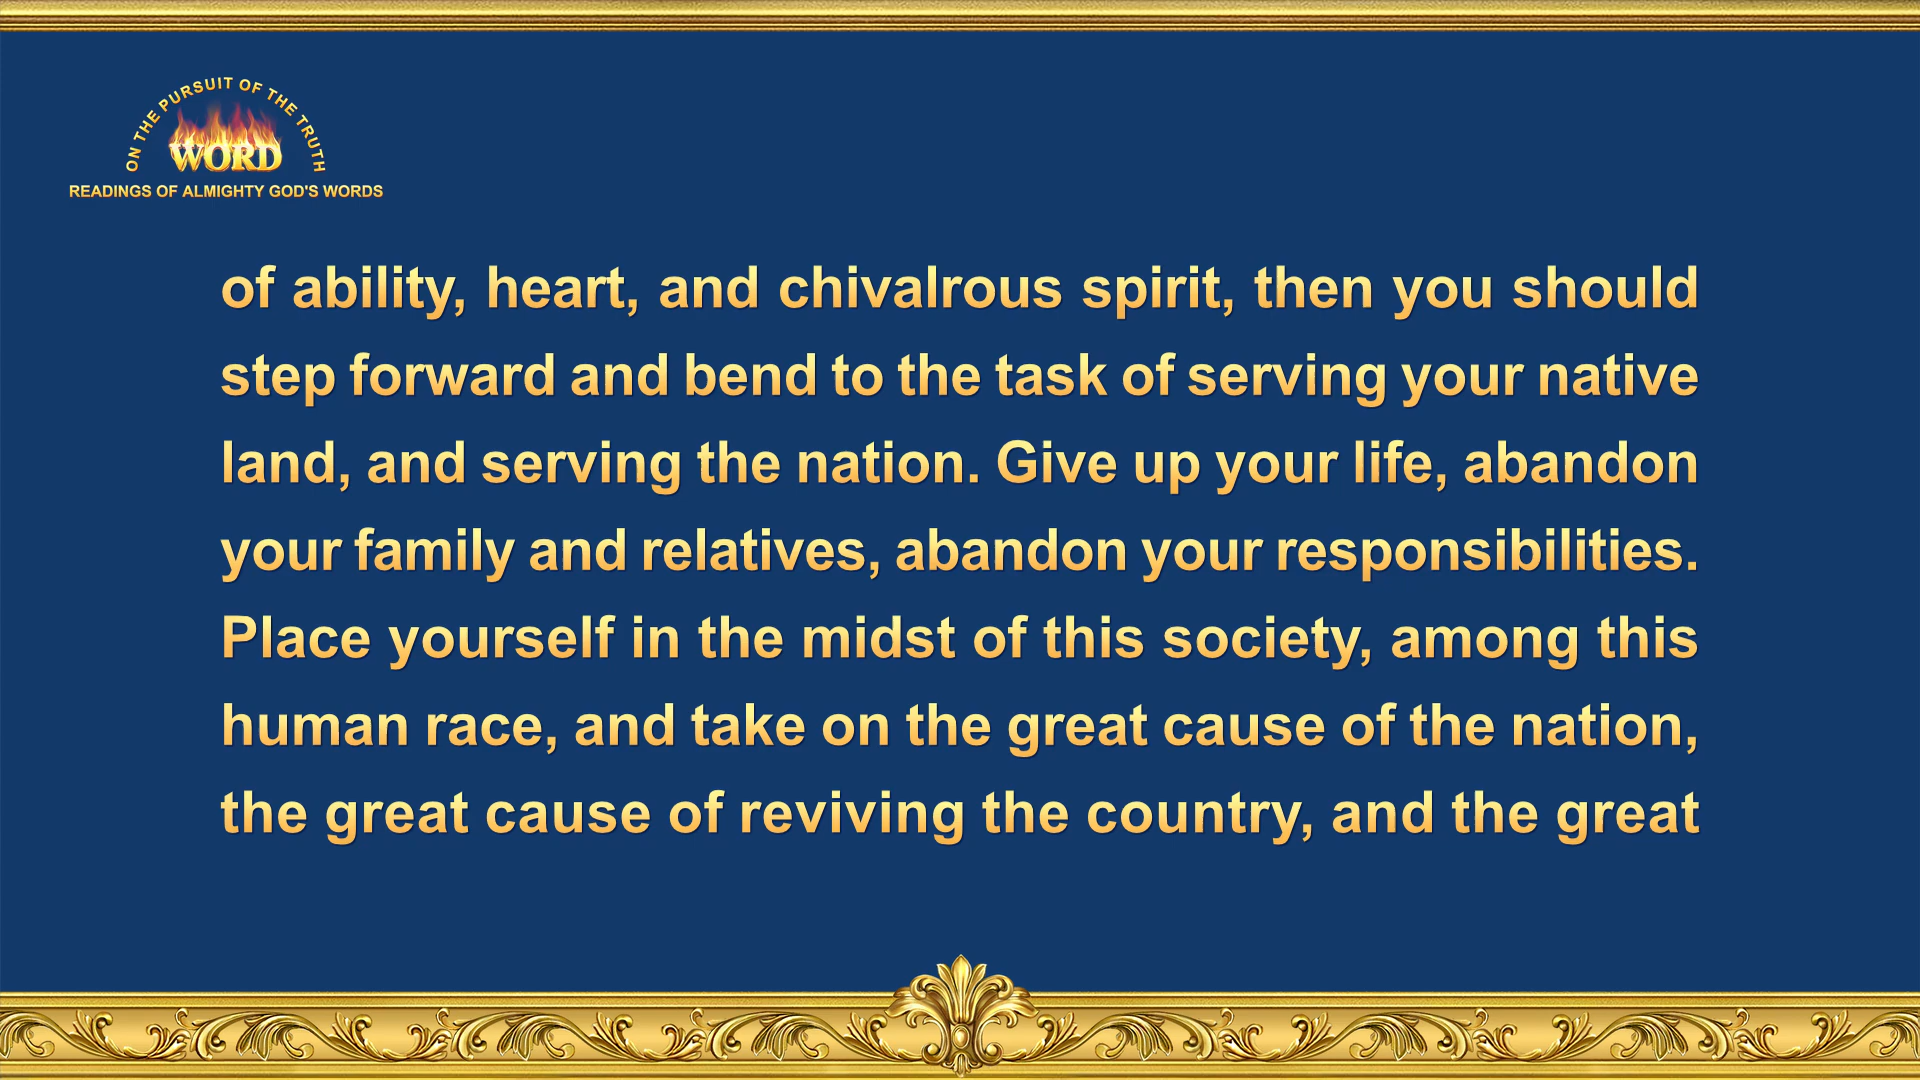 ON THE PURSUIT OF THE TRUTH
WORD
READINGS OF ALMIGHTY GOD'S WORDS
of ability, heart, and chivalrous spirit, then you should
step forward and bend to the task of serving your native
land, and serving the nation. Give up your life, abandon
your family and relatives, abandon your responsibilities.
Place yourself in the midst of this society, among this
human race, and take on the great cause of the nation,
the great cause of reviving the country, and the great